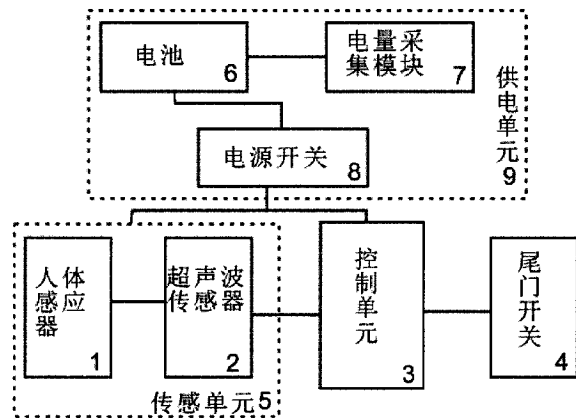 电池
6
电量采
集模块
7
供电单元9
电源开关
8
人体
感应
器
1
超声波
传感器
2
传感单元5
控制单元
3
尾门开关
4